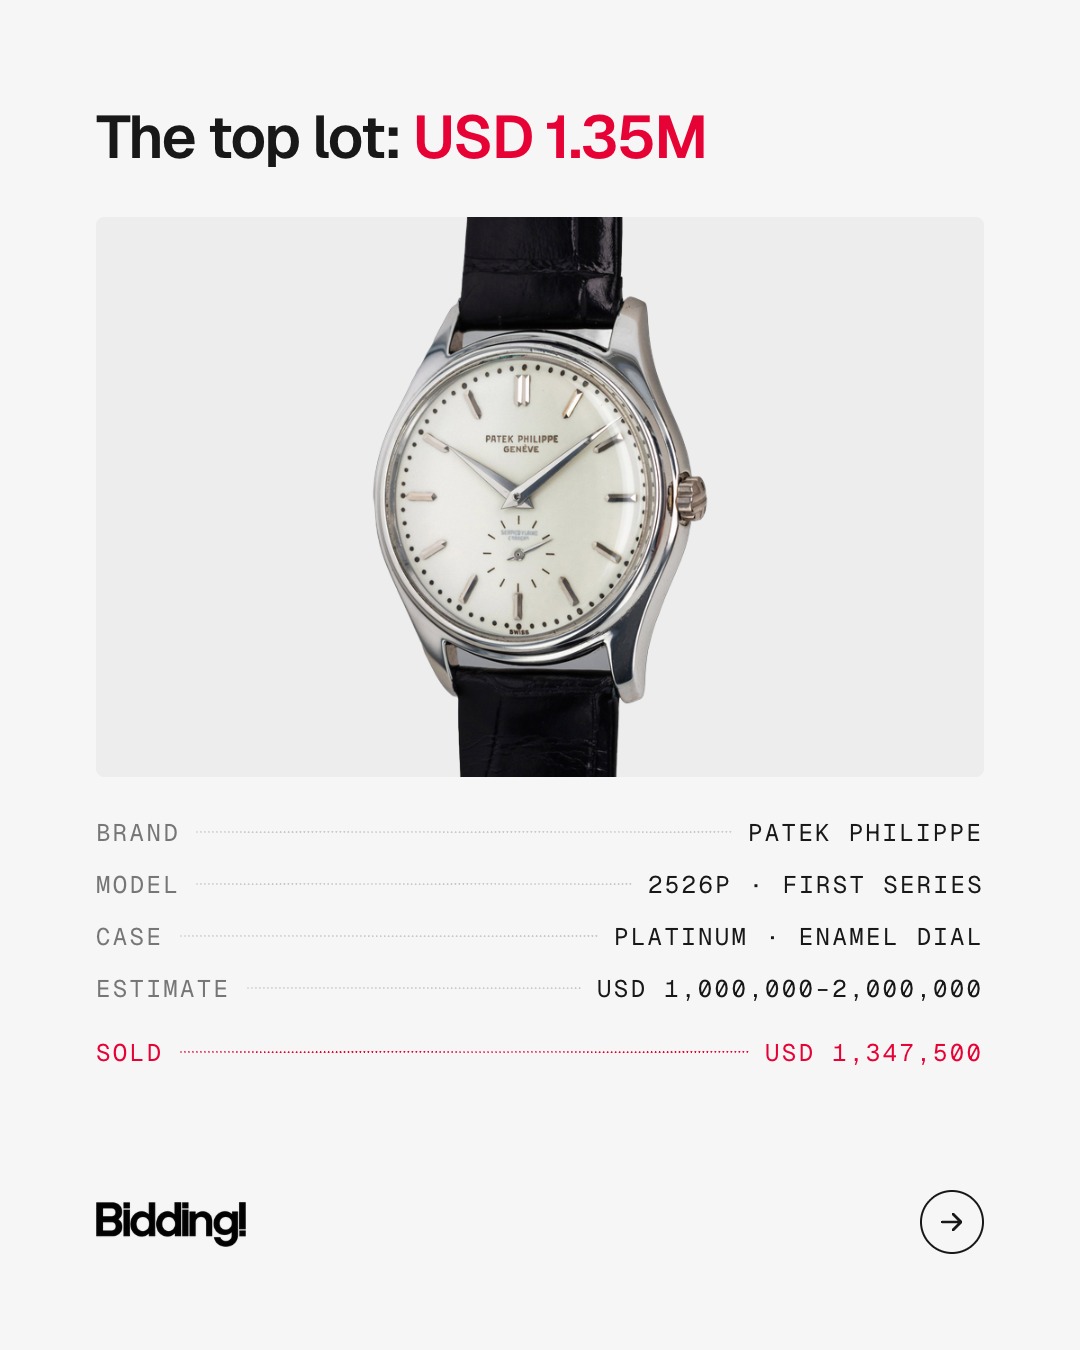 The top lot: USD 1.35M
PATEK PHILIPPE
GENÈVE
SWISS
BRAND PATEK PHILIPPE
MODEL 2526P · FIRST SERIES
CASE PLATINUM · ENAMEL DIAL
ESTIMATE USD 1,000,000–2,000,000
SOLD USD 1,347,500
Bidding!